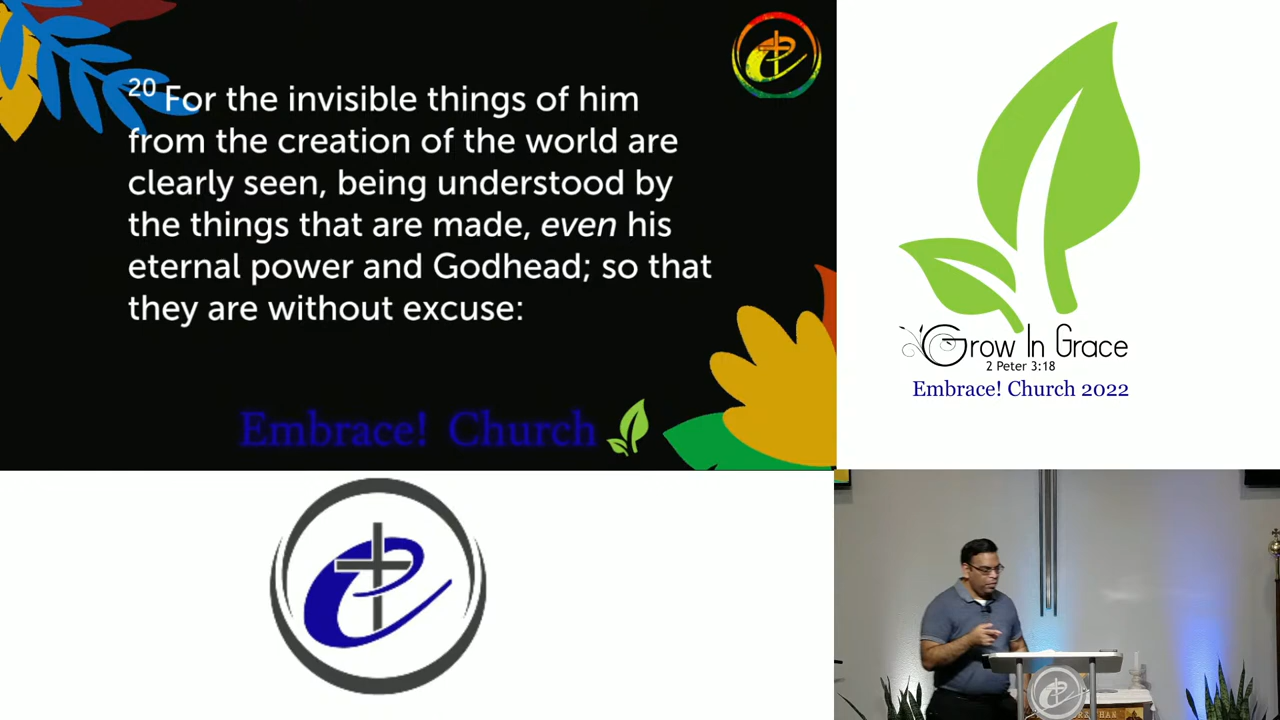 20 For the invisible things of him
from the creation of the world are
clearly seen, being understood by
the things that are made, even his
eternal power and Godhead; so that
they are without excuse:
Embrace! Church
Grow In Grace
2 Peter 3:18
Embrace! Church 2022